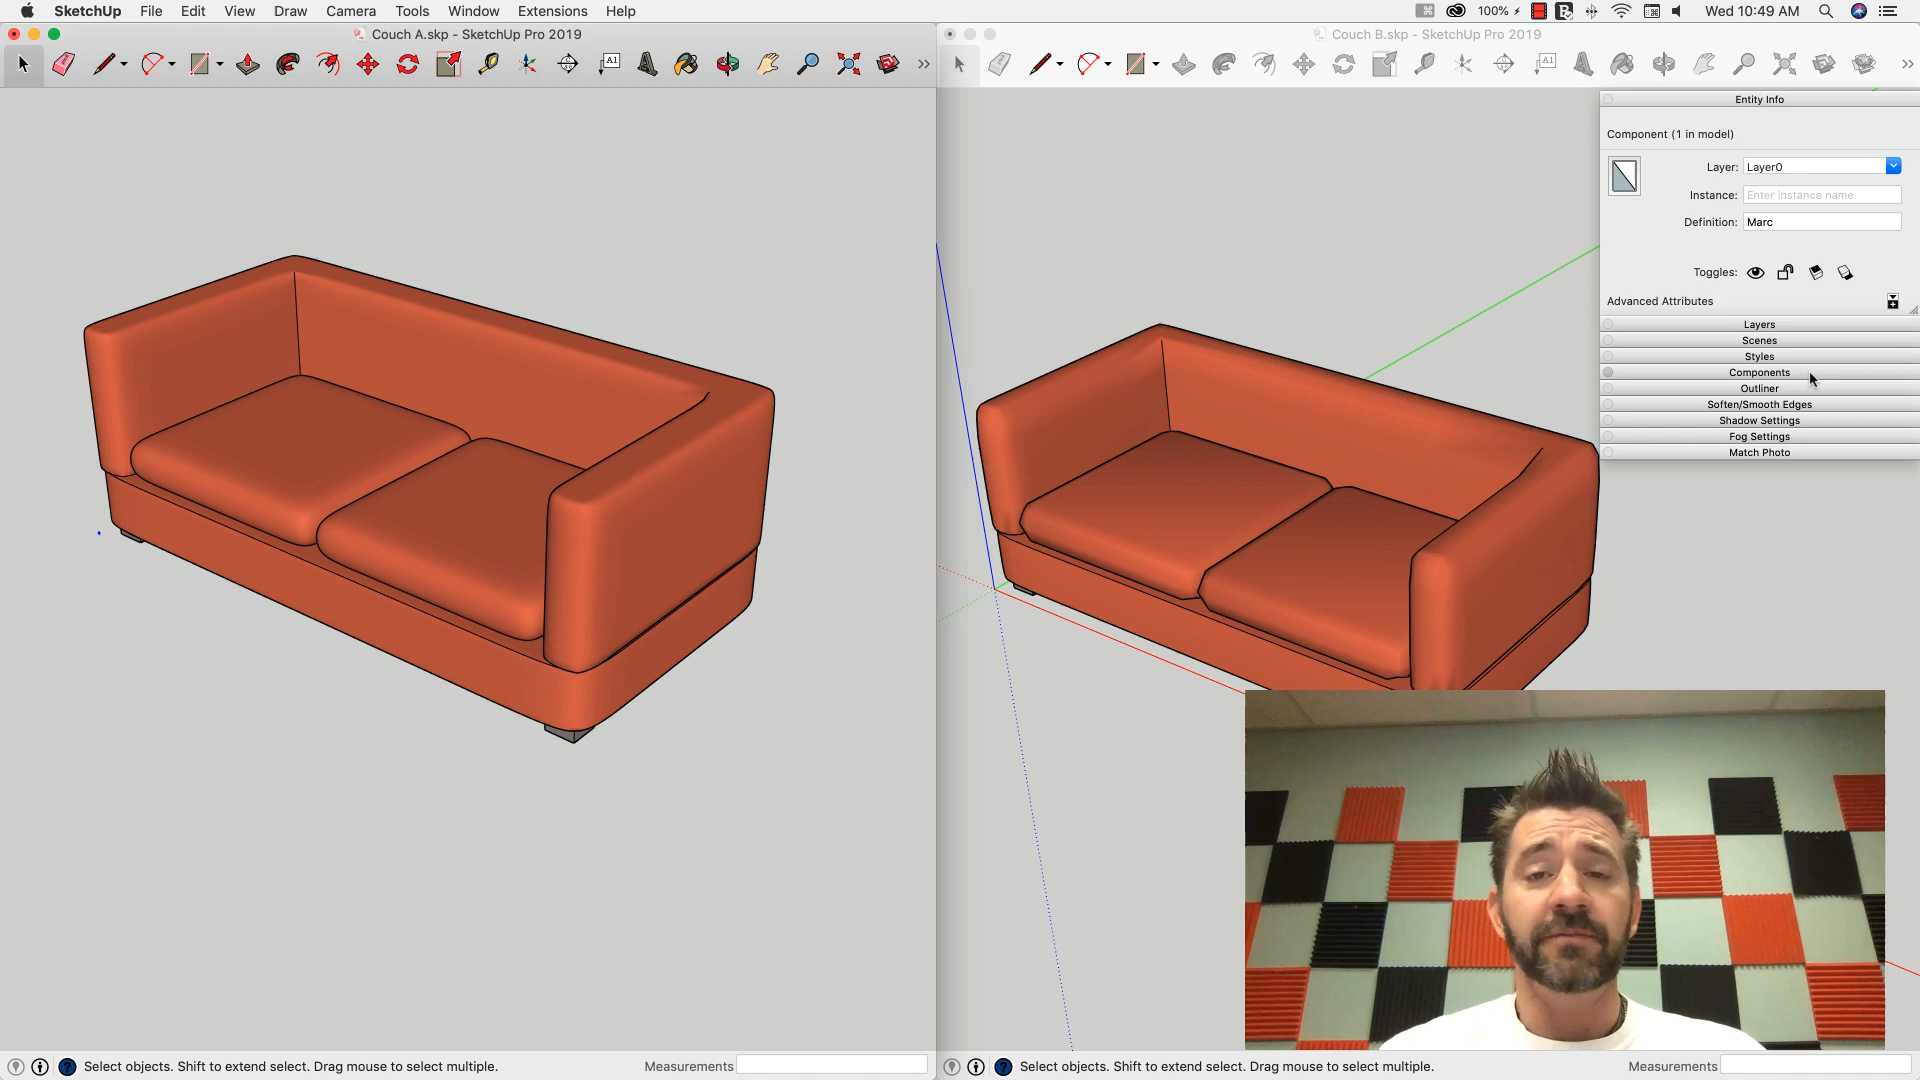 SketchUp File Edit View Draw Camera Tools Window Extensions Help
100% Wed 10:49 AM
Couch A.skp - SketchUp Pro 2019
Couch B.skp - SketchUp Pro 2019
A1
A1
Entity Info
Component (1 in model)
Layer: Layer0
Instance: Enter instance name
Definition: Marc
Toggles:
Advanced Attributes
Layers
Scenes
Styles
Components
Outliner
Soften/Smooth Edges
Shadow Settings
Fog Settings
Match Photo
Select objects. Shift to extend select. Drag mouse to select multiple.
Measurements
Select objects. Shift to extend select. Drag mouse to select multiple.
Measurements